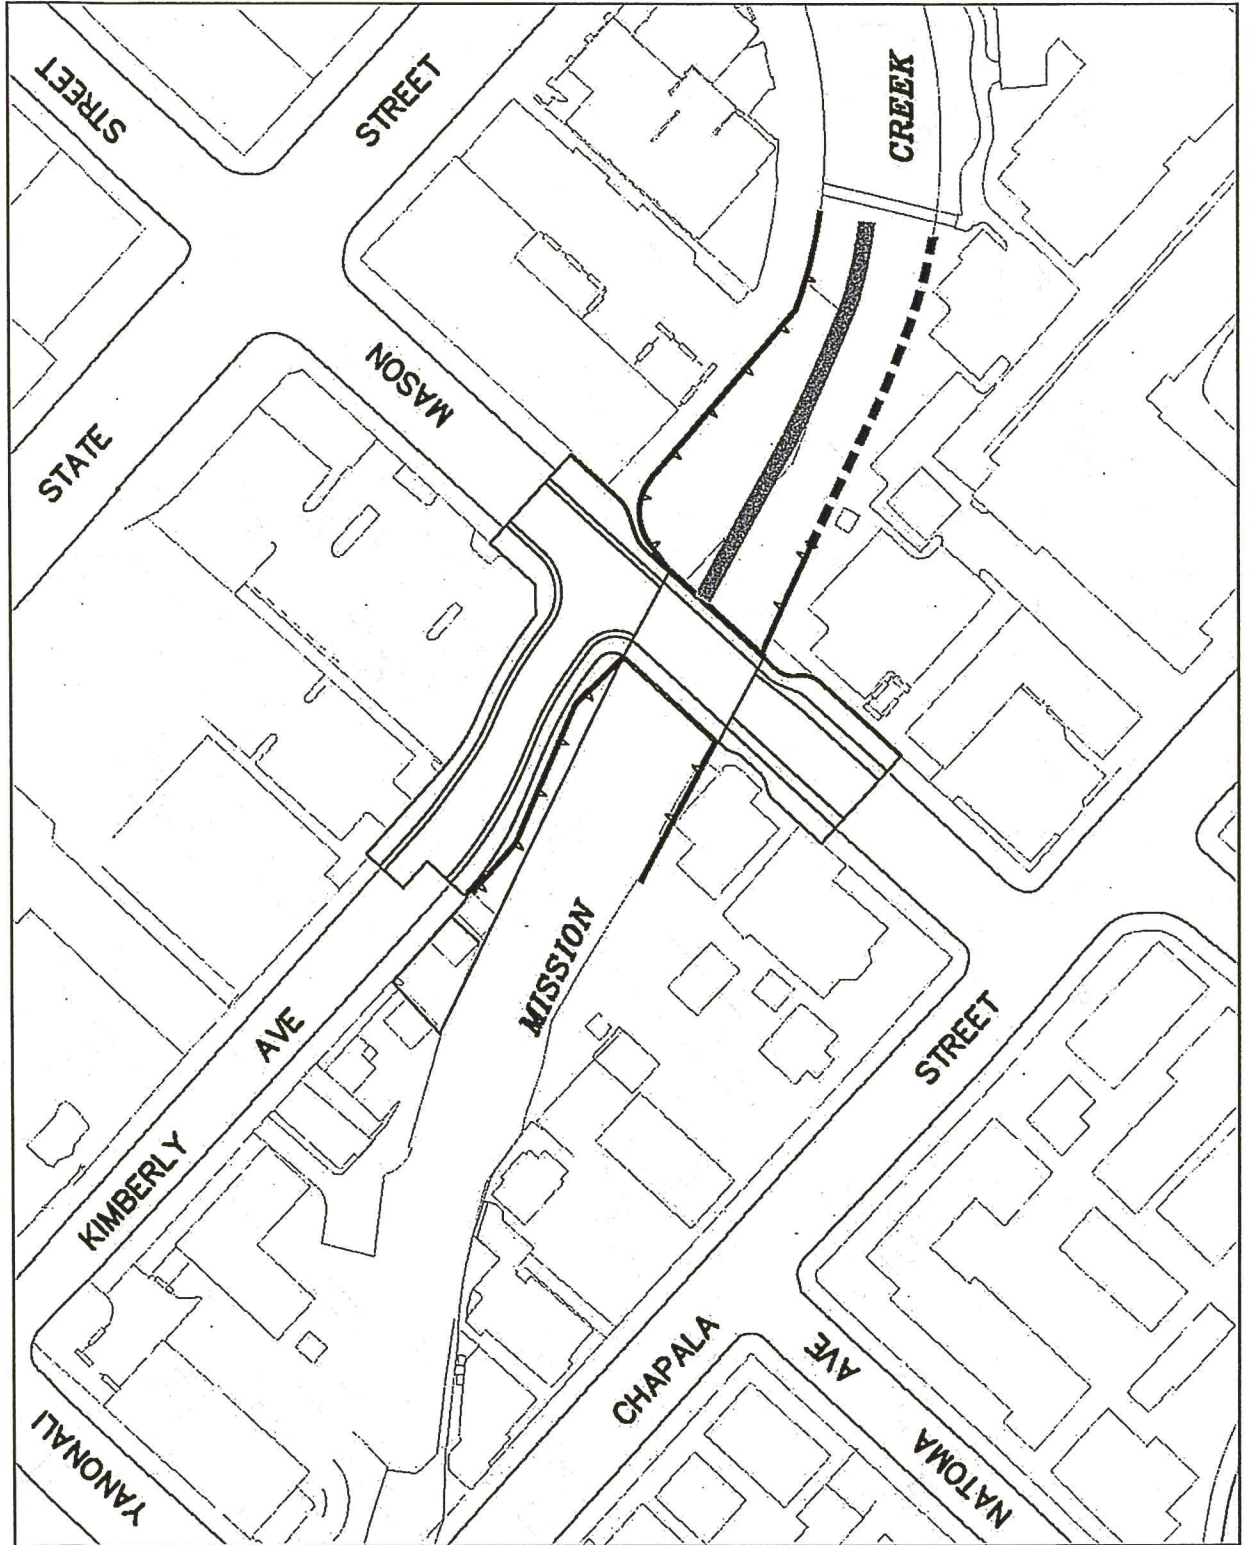 STREET
STREET
CREEK
MASON
STATE
MISSION
AVE
STREET
KIMBERLY
CHAPALA
AVE
YANONALI
NATOMA